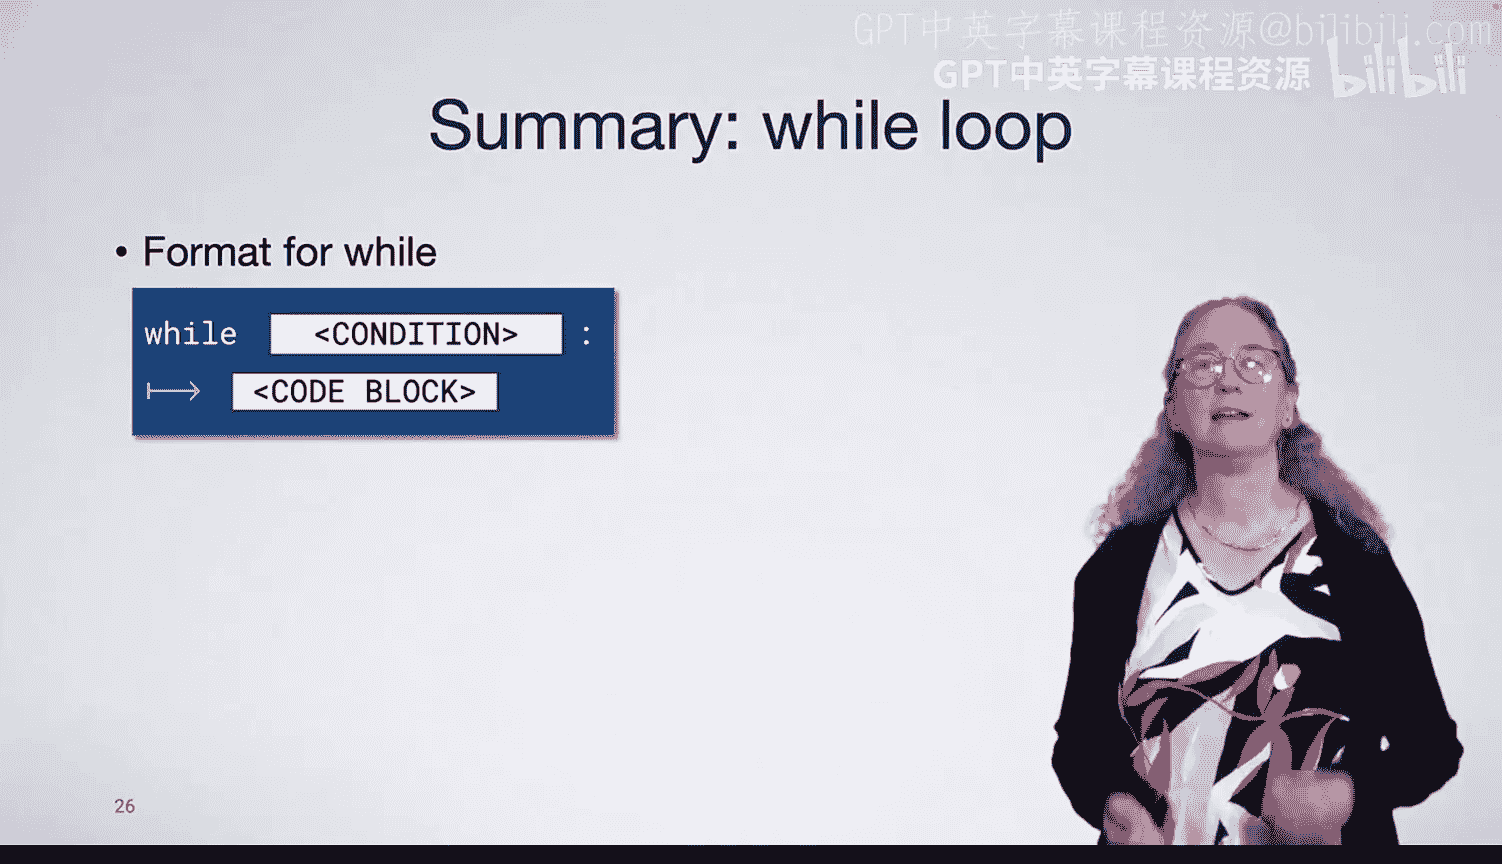 GPT中英字幕课程资源@bilibili.com
GPT中英字幕课程资源 bilibili
Summary: while loop
• Format for while
while <CONDITION> :
<CODE BLOCK>
26